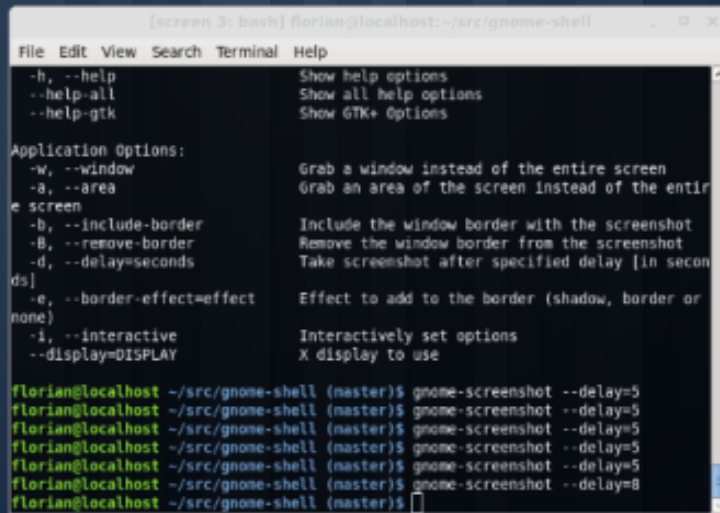 [screen 3: bash] florian@localhost:~/src/gnome-shell
File Edit View Search Terminal Help
-h, --help Show help options
--help-all Show all help options
--help-gtk Show GTK+ Options
Application Options:
-w, --window Grab a window instead of the entire screen
-a, --area Grab an area of the screen instead of the entir
e screen
-b, --include-border Include the window border with the screenshot
-B, --remove-border Remove the window border from the screenshot
-d, --delay=seconds Take screenshot after specified delay [in secon
ds]
-e, --border-effect=effect Effect to add to the border (shadow, border or
none)
-i, --interactive Interactively set options
--display=DISPLAY X display to use
florian@localhost ~/src/gnome-shell (master)$ gnome-screenshot --delay=5
florian@localhost ~/src/gnome-shell (master)$ gnome-screenshot --delay=5
florian@localhost ~/src/gnome-shell (master)$ gnome-screenshot --delay=5
florian@localhost ~/src/gnome-shell (master)$ gnome-screenshot --delay=5
florian@localhost ~/src/gnome-shell (master)$ gnome-screenshot --delay=5
florian@localhost ~/src/gnome-shell (master)$ gnome-screenshot --delay=8
florian@localhost ~/src/gnome-shell (master)$